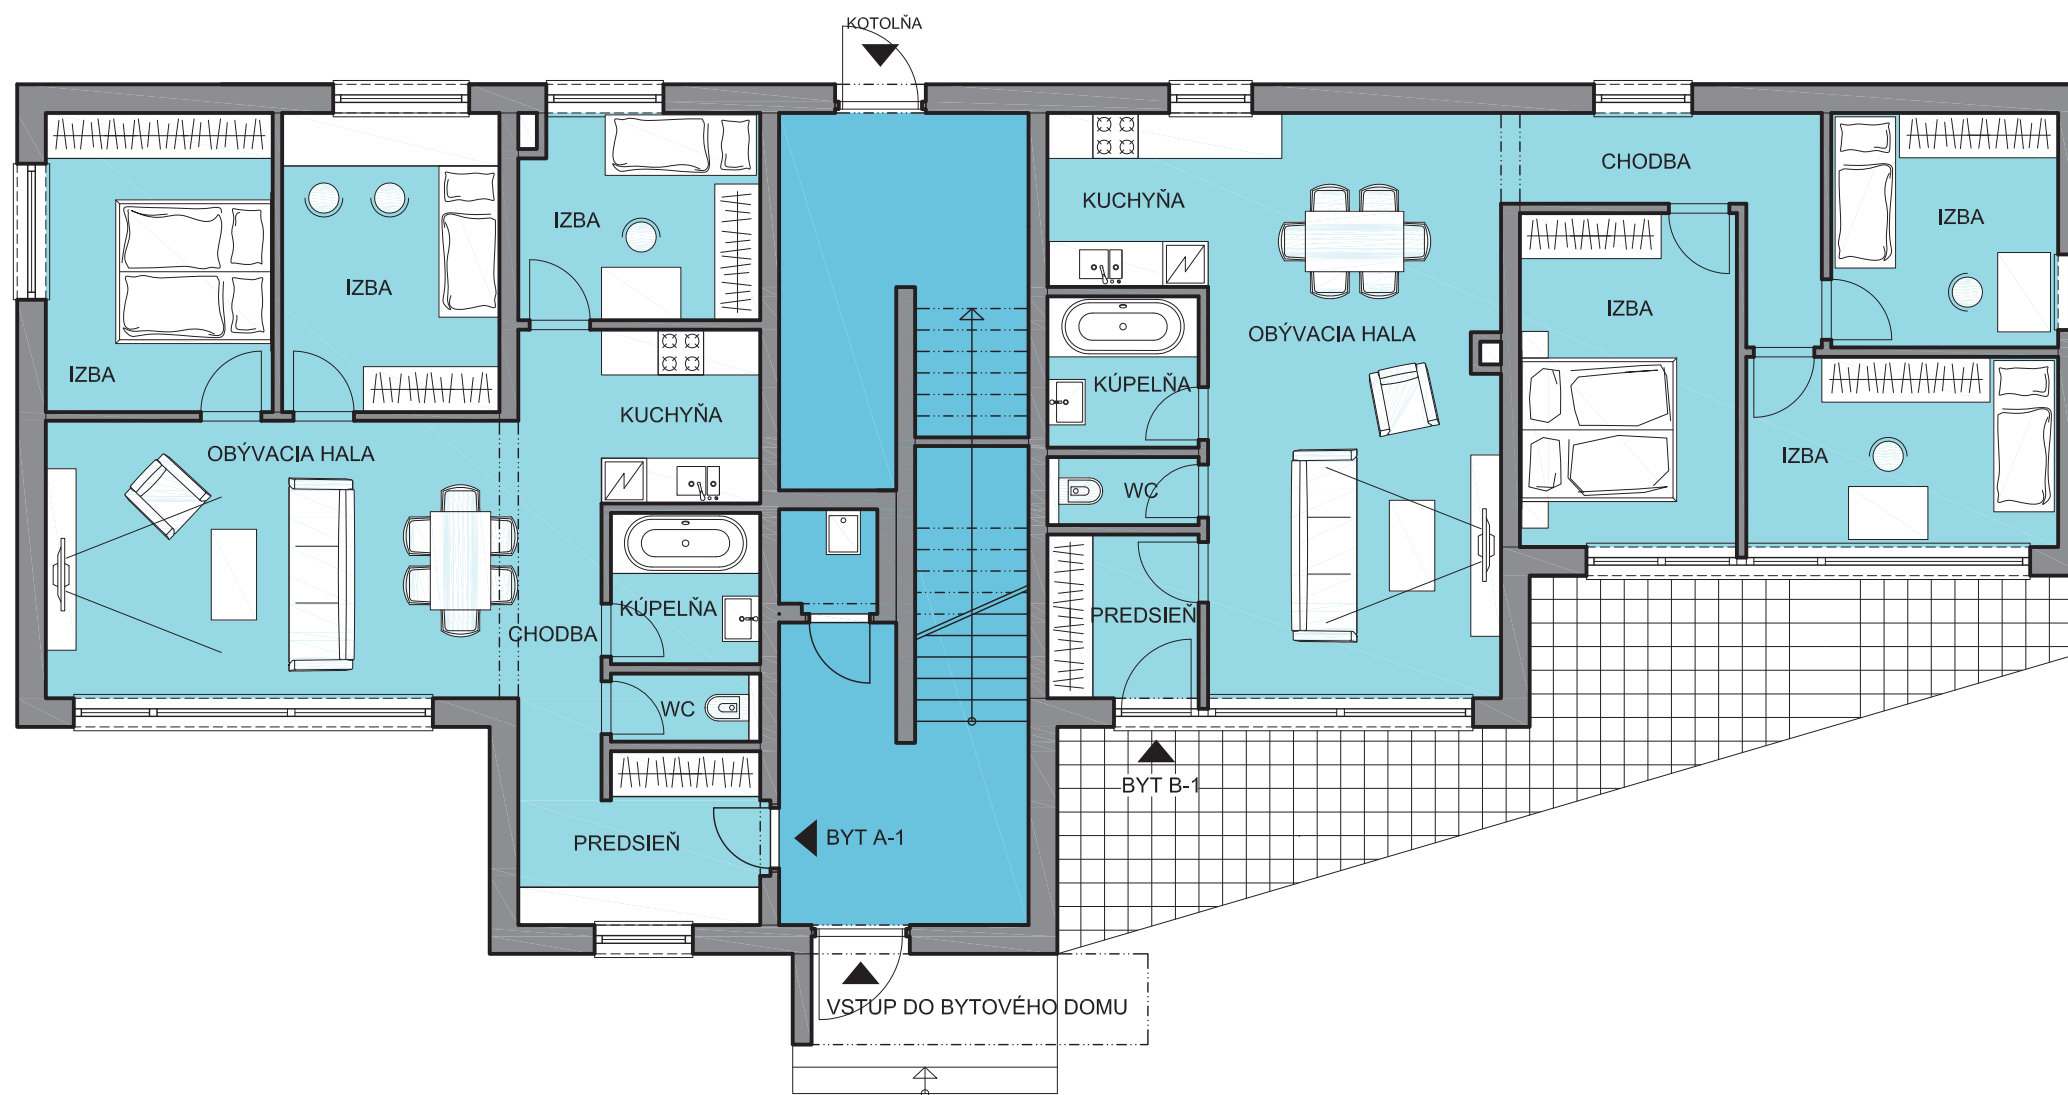 KOTOLŇA
CHODBA
KUCHYŇA
IZBA
IZBA
IZBA
IZBA
IZBA
OBÝVACIA HALA
IZBA
KÚPELŇA
KUCHYŇA
OBÝVACIA HALA
IZBA
WC
KÚPELŇA
PREDSIEŇ
CHODBA
WC
BYT B-1
PREDSIEŇ
BYT A-1
VSTUP DO BYTOVÉHO DOMU